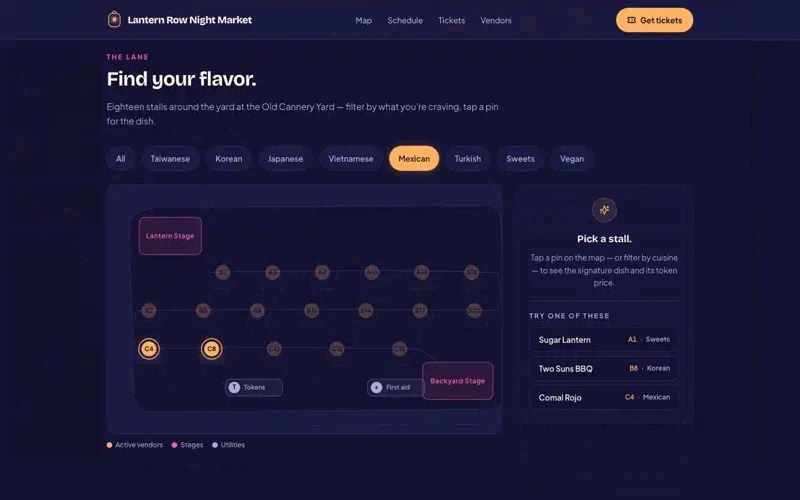 Lantern Row Night Market
Map
Schedule
Tickets
Vendors
Get tickets
THE LANE
Find your flavor.
Eighteen stalls around the yard at the Old Cannery Yard — filter by what you're craving, tap a pin
for the dish.
All
Taiwanese
Korean
Japanese
Vietnamese
Mexican
Turkish
Sweets
Vegan
Lantern Stage
B8
C4
C8
T Tokens
+ First aid
Backyard Stage
Active vendors
Stages
Utilities
Pick a stall.
Tap a pin on the map — or filter by cuisine
— to see the signature dish and its token
price.
TRY ONE OF THESE
Sugar Lantern A1 · Sweets
Two Suns BBQ B8 · Korean
Comal Rojo C4 · Mexican